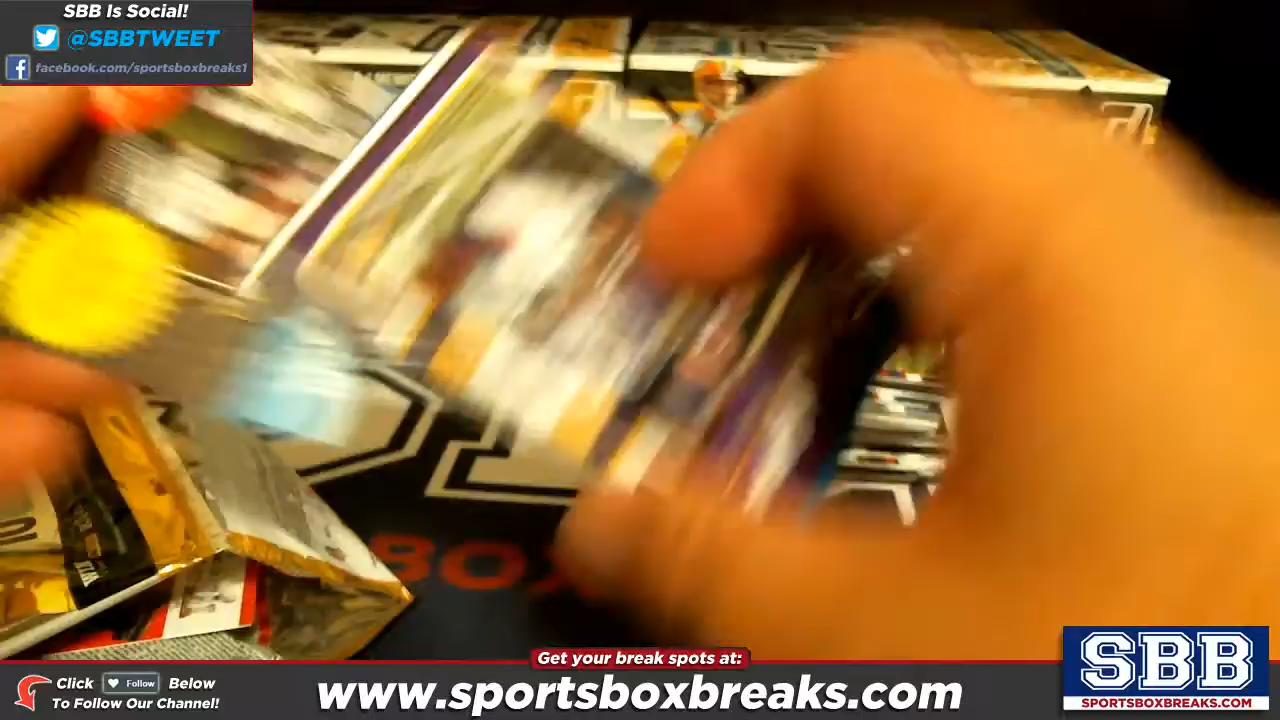 SBB Is Social!
@SBBTWEET
facebook.com/sportsboxbreaks1
BOX
Get your break spots at:
Click Follow Below
To Follow Our Channel!
www.sportsboxbreaks.com
SBB
SPORTSBOXBREAKS.COM